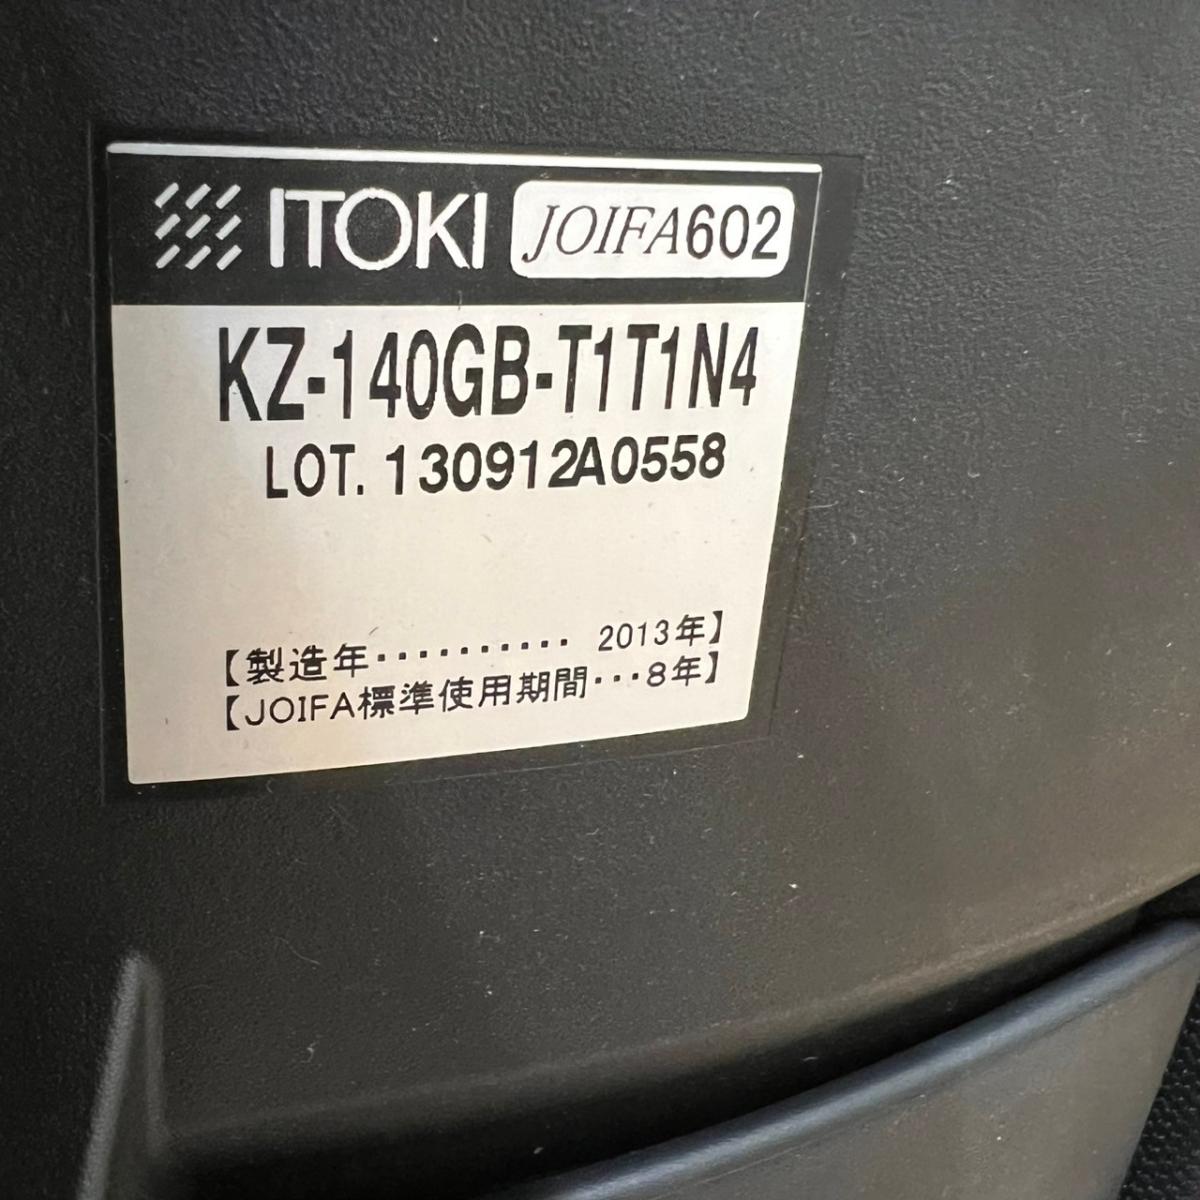 ITOKI JOIFA602
KZ-140GB-T1T1N4
LOT. 130912A0558
【製造年・・・・・・・・・・ 2013年】
【JOIFA標準使用期間・・・8年】